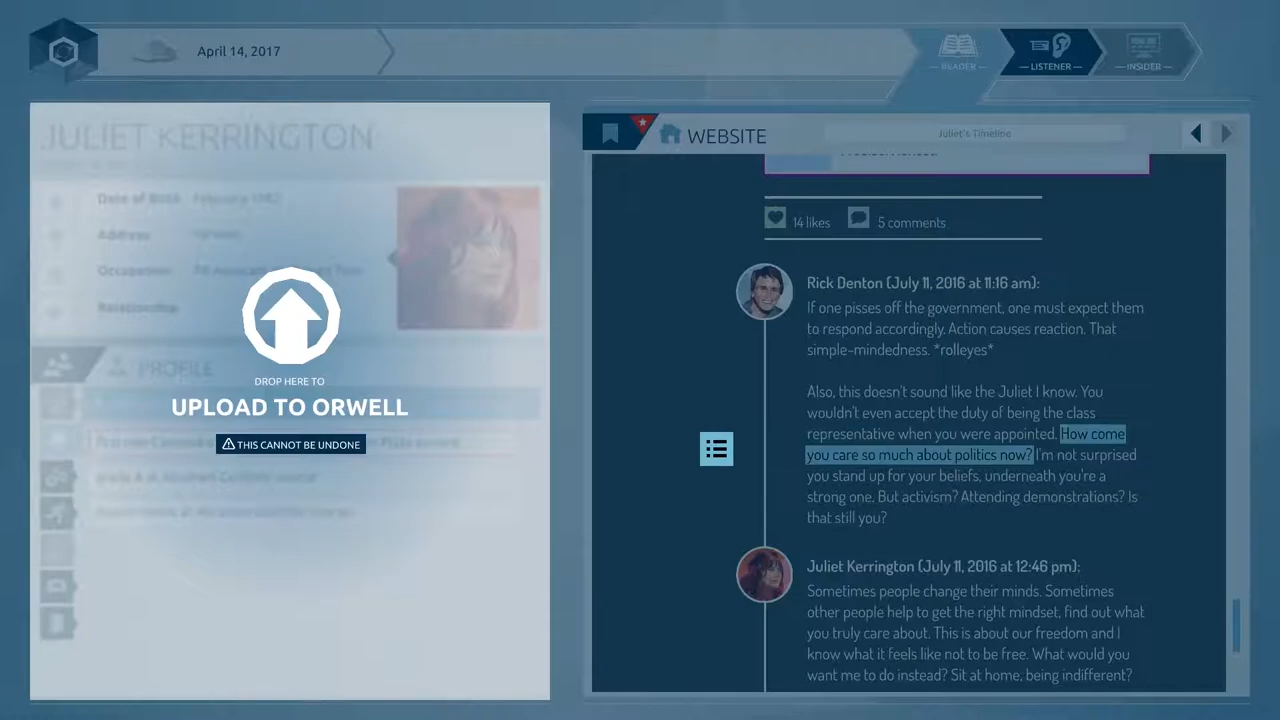 April 14, 2017
READER
LISTENER
INSIDER
JULIET KERRINGTON
Date of Birth February 1982
Address
Occupation
Relationship
PROFILE
DROP HERE TO
UPLOAD TO ORWELL
THIS CANNOT BE UNDONE
WEBSITE
Juliet's Timeline
14 likes
5 comments
Rick Denton (July 11, 2016 at 11:16 am):
If one pisses off the government, one must expect them
to respond accordingly. Action causes reaction. That
simple-mindedness. *rolleyes*
Also, this doesn't sound like the Juliet I know. You
wouldn't even accept the duty of being the class
representative when you were appointed. How come
you care so much about politics now? I'm not surprised
you stand up for your beliefs, underneath you're a
strong one. But activism? Attending demonstrations? Is
that still you?
Juliet Kerrington (July 11, 2016 at 12:46 pm):
Sometimes people change their minds. Sometimes
other people help to get the right mindset, find out what
you truly care about. This is about our freedom and I
know what it feels like not to be free. What would you
want me to do instead? Sit at home, being indifferent?